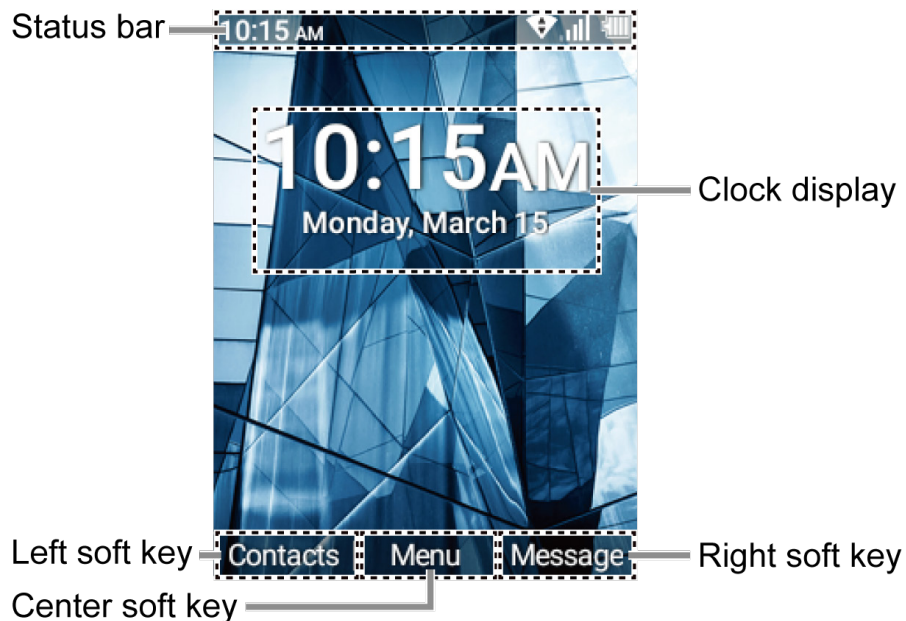 Status bar
10:15 AM
10:15AM
Monday, March 15
Clock display
Left soft key
Contacts
Menu
Message
Right soft key
Center soft key